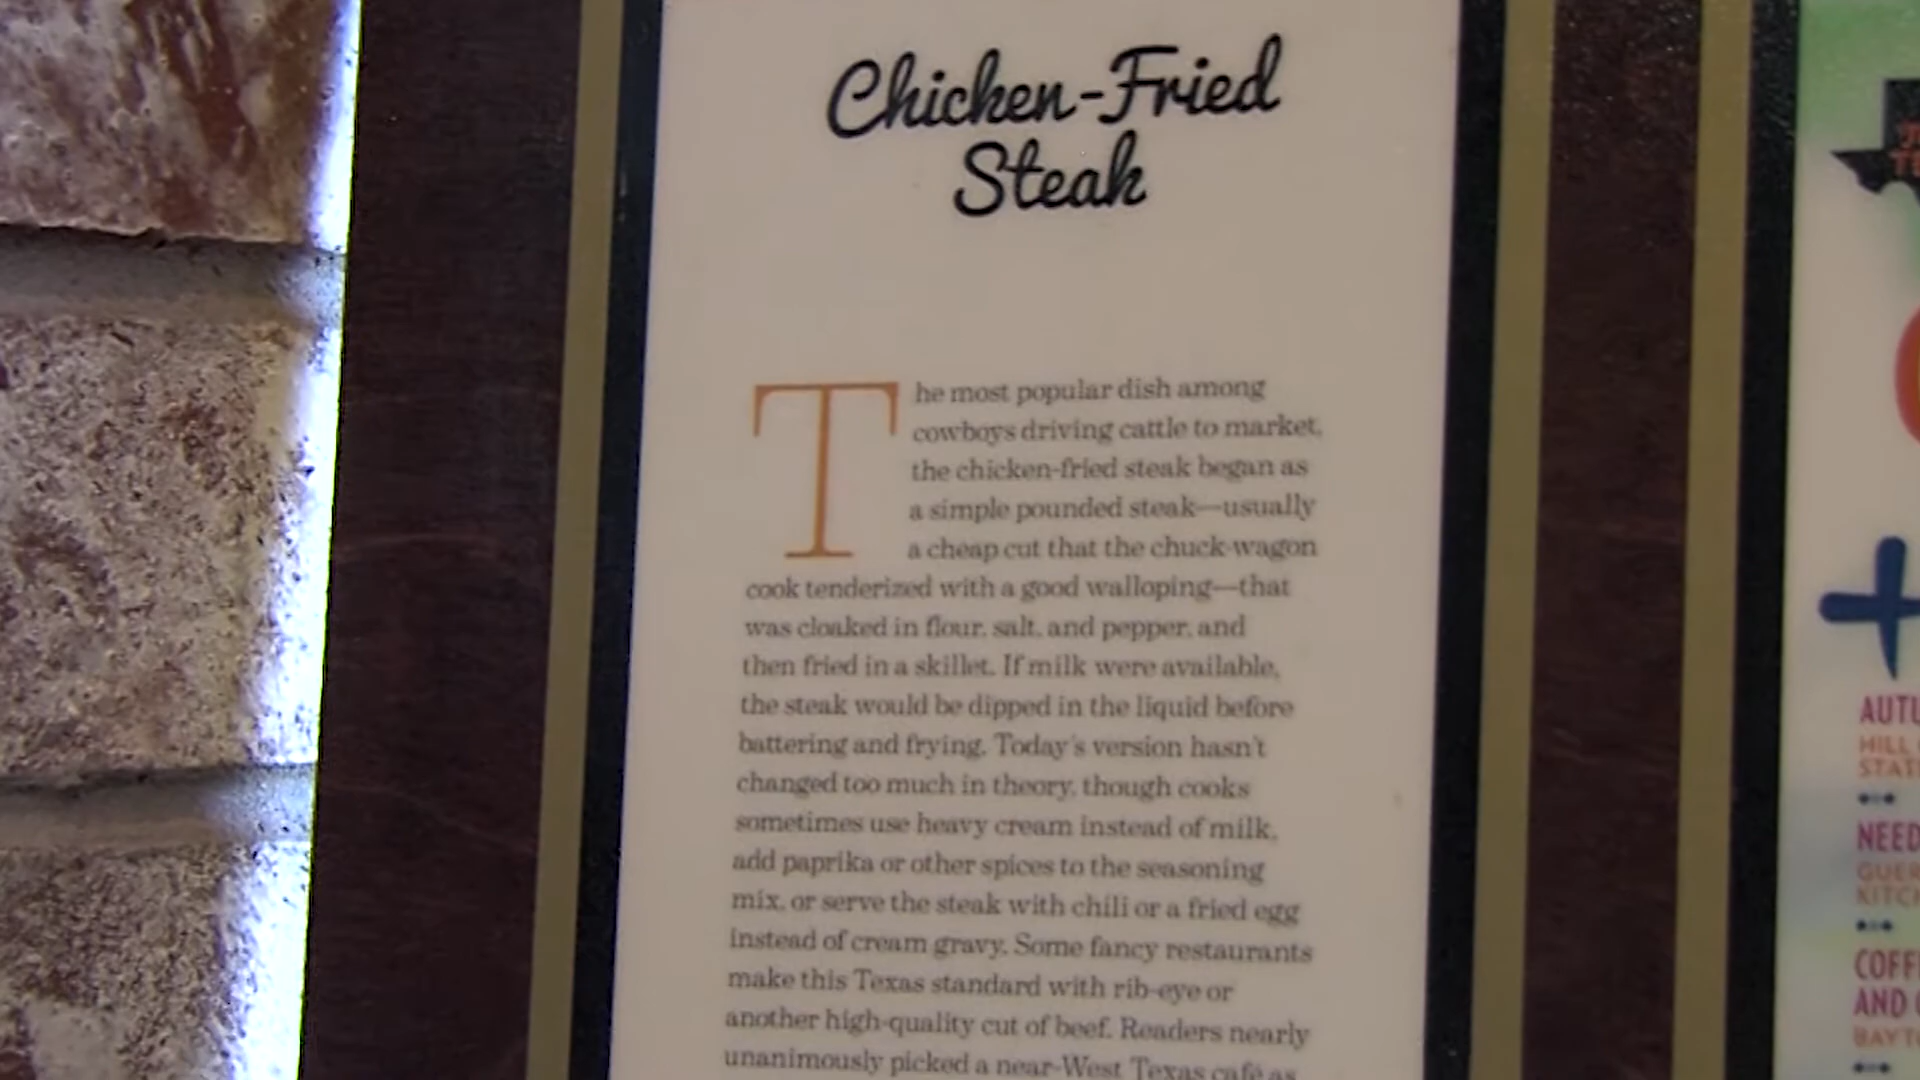 Chicken-Fried
Steak
The most popular dish among
cowboys driving cattle to market,
the chicken-fried steak began as
a simple pounded steak—usually
a cheap cut that the chuck-wagon
cook tenderized with a good walloping—that
was cloaked in flour, salt, and pepper, and
then fried in a skillet. If milk were available,
the steak would be dipped in the liquid before
battering and frying. Today's version hasn't
changed too much in theory, though cooks
sometimes use heavy cream instead of milk,
add paprika or other spices to the seasoning
mix, or serve the steak with chili or a fried egg
instead of cream gravy. Some fancy restaurants
make this Texas standard with rib-eye or
another high-quality cut of beef. Readers nearly
unanimously picked a near-West Texas café as
+
HILL
NEED
AND